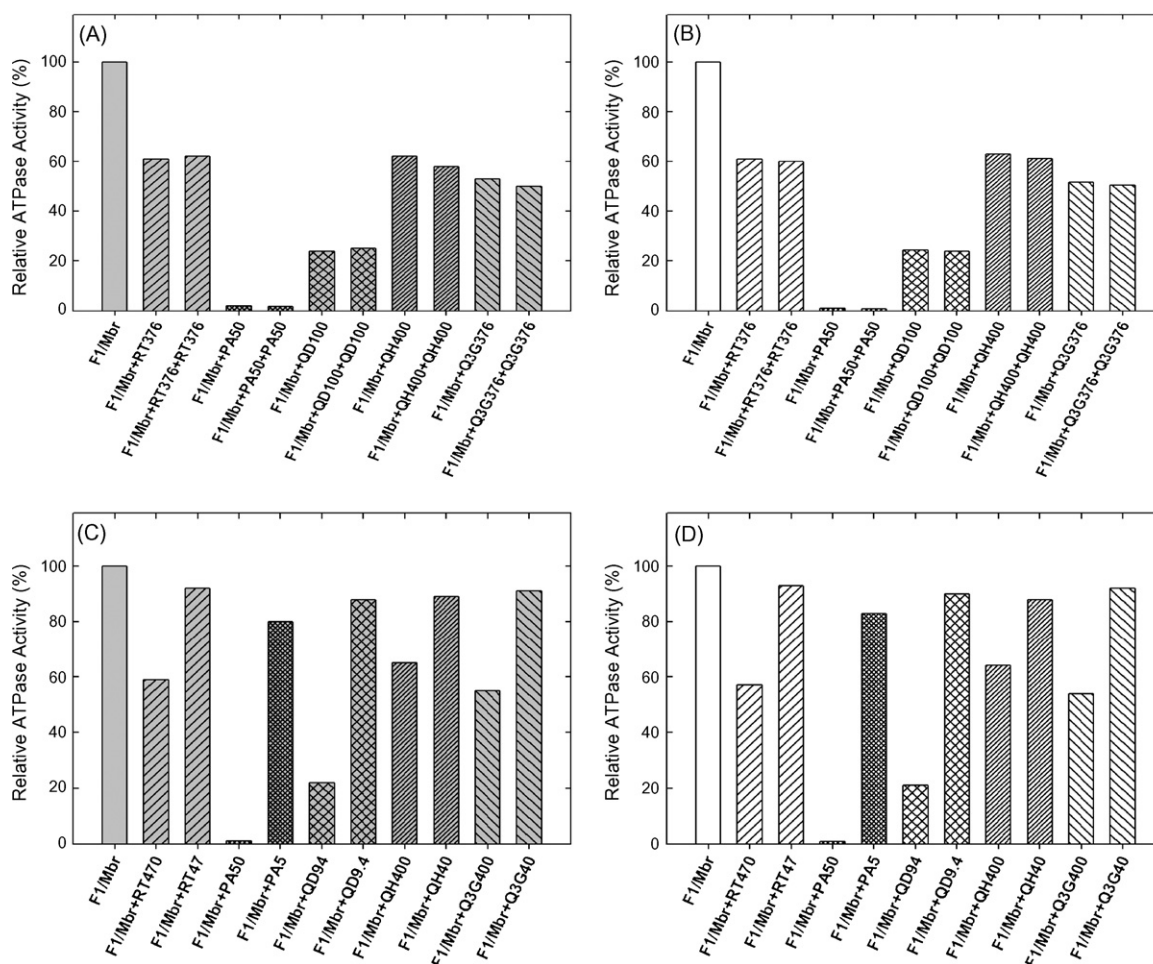 (A)
Relative ATPase Activity (%)
100
80
60
40
20
0
F1/Mbr
F1/Mbr+RT376
F1/Mbr+RT376+RT376
F1/Mbr+PA50
F1/Mbr+PA50+PA50
F1/Mbr+QD100
F1/Mbr+QD100+QD100
F1/Mbr+QH400
F1/Mbr+QH400+QH400
F1/Mbr+Q3G376
F1/Mbr+Q3G376+Q3G376
(B)
Relative ATPase Activity (%)
100
80
60
40
20
0
F1/Mbr
F1/Mbr+RT376
F1/Mbr+RT376+RT376
F1/Mbr+PA50
F1/Mbr+PA50+PA50
F1/Mbr+QD100
F1/Mbr+QD100+QD100
F1/Mbr+QH400
F1/Mbr+QH400+QH400
F1/Mbr+Q3G376
F1/Mbr+Q3G376+Q3G376
(C)
Relative ATPase Activity (%)
100
80
60
40
20
0
F1/Mbr
F1/Mbr+RT470
F1/Mbr+RT47
F1/Mbr+PA50
F1/Mbr+PA5
F1/Mbr+QD94
F1/Mbr+QD9.4
F1/Mbr+QH400
F1/Mbr+QH40
F1/Mbr+Q3G400
F1/Mbr+Q3G40
(D)
Relative ATPase Activity (%)
100
80
60
40
20
0
F1/Mbr
F1/Mbr+RT470
F1/Mbr+RT47
F1/Mbr+PA50
F1/Mbr+PA5
F1/Mbr+QD94
F1/Mbr+QD9.4
F1/Mbr+QH400
F1/Mbr+QH40
F1/Mbr+Q3G400
F1/Mbr+Q3G40